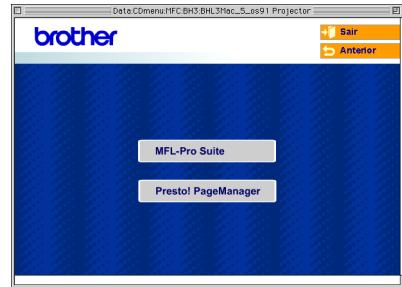 Data:CDmenu:MFC:BH3:BHL3Mac_5_os91 Projector
brother
Sair
Anterior
MFL-Pro Suite
Presto! PageManager